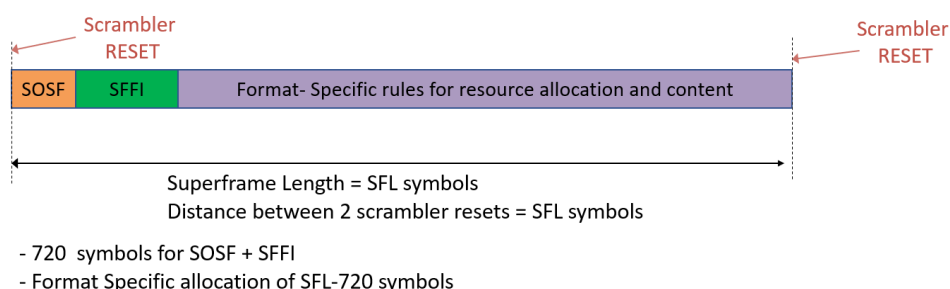 Scrambler
RESET
Scrambler
RESET
SOSF
SFFI
Format- Specific rules for resource allocation and content
Superframe Length = SFL symbols
Distance between 2 scrambler resets = SFL symbols
- 720 symbols for SOSF + SFFI
- Format Specific allocation of SFL-720 symbols